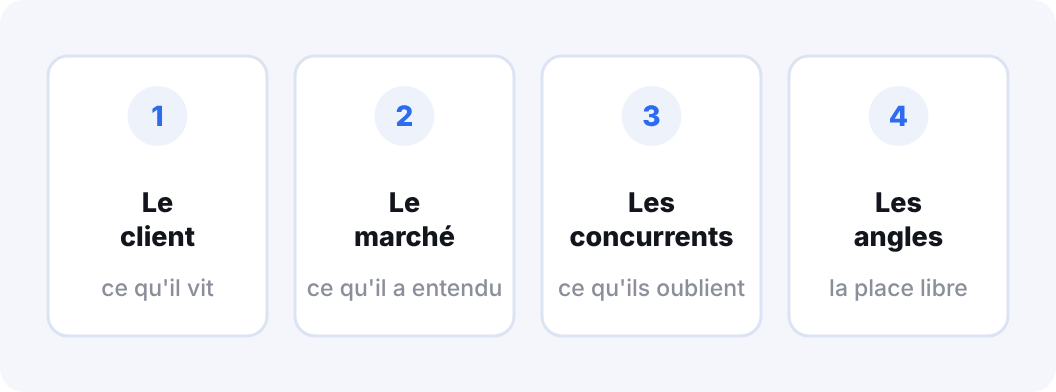 1
Le
client
ce qu'il vit
2
Le
marché
ce qu'il a entendu
3
Les
concurrents
ce qu'ils oublient
4
Les
angles
la place libre